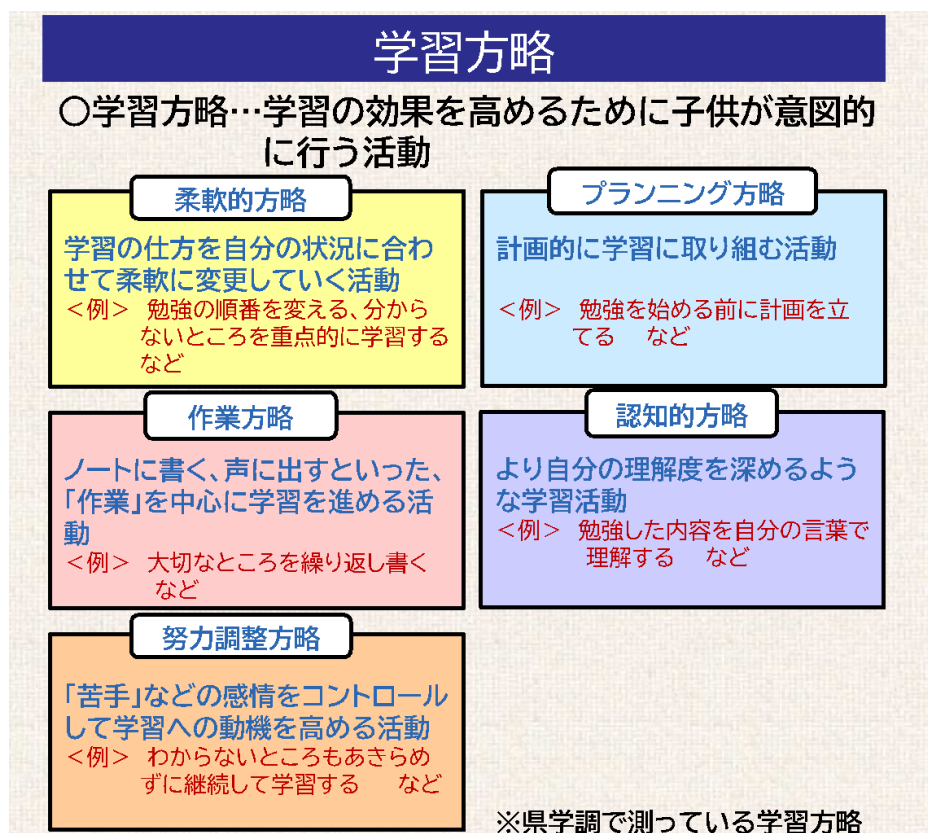 学習方略
○学習方略…学習の効果を高めるために子供が意図的
に行う活動
柔軟的方略
学習の仕方を自分の状況に合わ
せて柔軟に変更していく活動
＜例＞ 勉強の順番を変える、分から
ないところを重点的に学習する
など
プランニング方略
計画的に学習に取り組む活動
＜例＞ 勉強を始める前に計画を立
てる など
作業方略
ノートに書く、声に出すといった、
「作業」を中心に学習を進める活
動
＜例＞ 大切なところを繰り返し書く
など
認知的方略
より自分の理解度を深めるよう
な学習活動
＜例＞ 勉強した内容を自分の言葉で
理解する など
努力調整方略
「苦手」などの感情をコントロール
して学習への動機を高める活動
＜例＞ わからないところもあきらめ
ずに継続して学習する など
※県学調で測っている学習方略